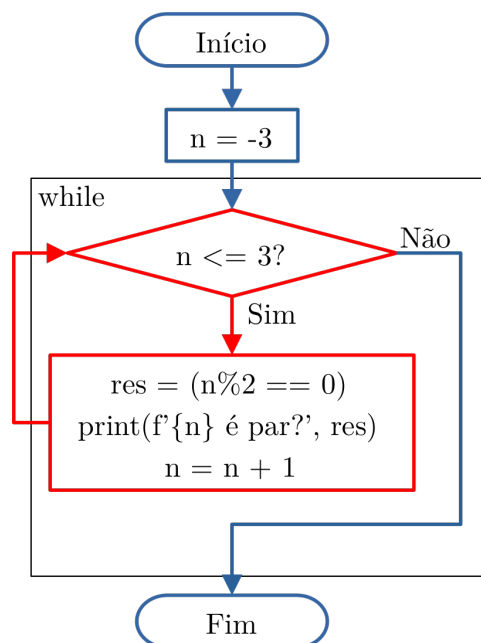 Início
n = -3
while
n <= 3?
Não
Sim
res = (n%2 == 0)
print(f'{n} é par?', res)
n = n + 1
Fim